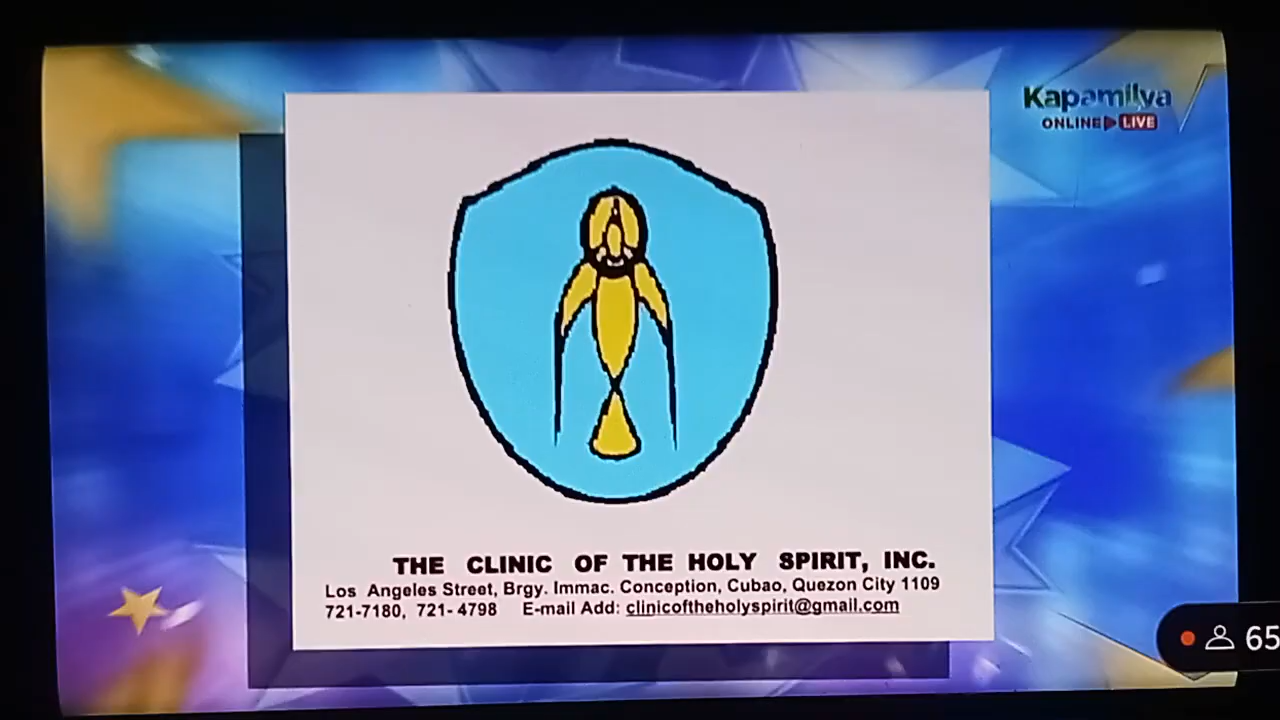 Kapamilya
ONLINE LIVE
THE CLINIC OF THE HOLY SPIRIT, INC.
Los Angeles Street, Brgy. Immac. Conception, Cubao, Quezon City 1109
721-7180, 721- 4798 E-mail Add: clinicoftheholyspirit@gmail.com
65